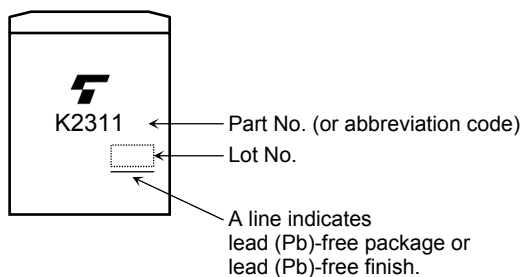 K2311
Part No. (or abbreviation code)
Lot No.
A line indicates
lead (Pb)-free package or
lead (Pb)-free finish.